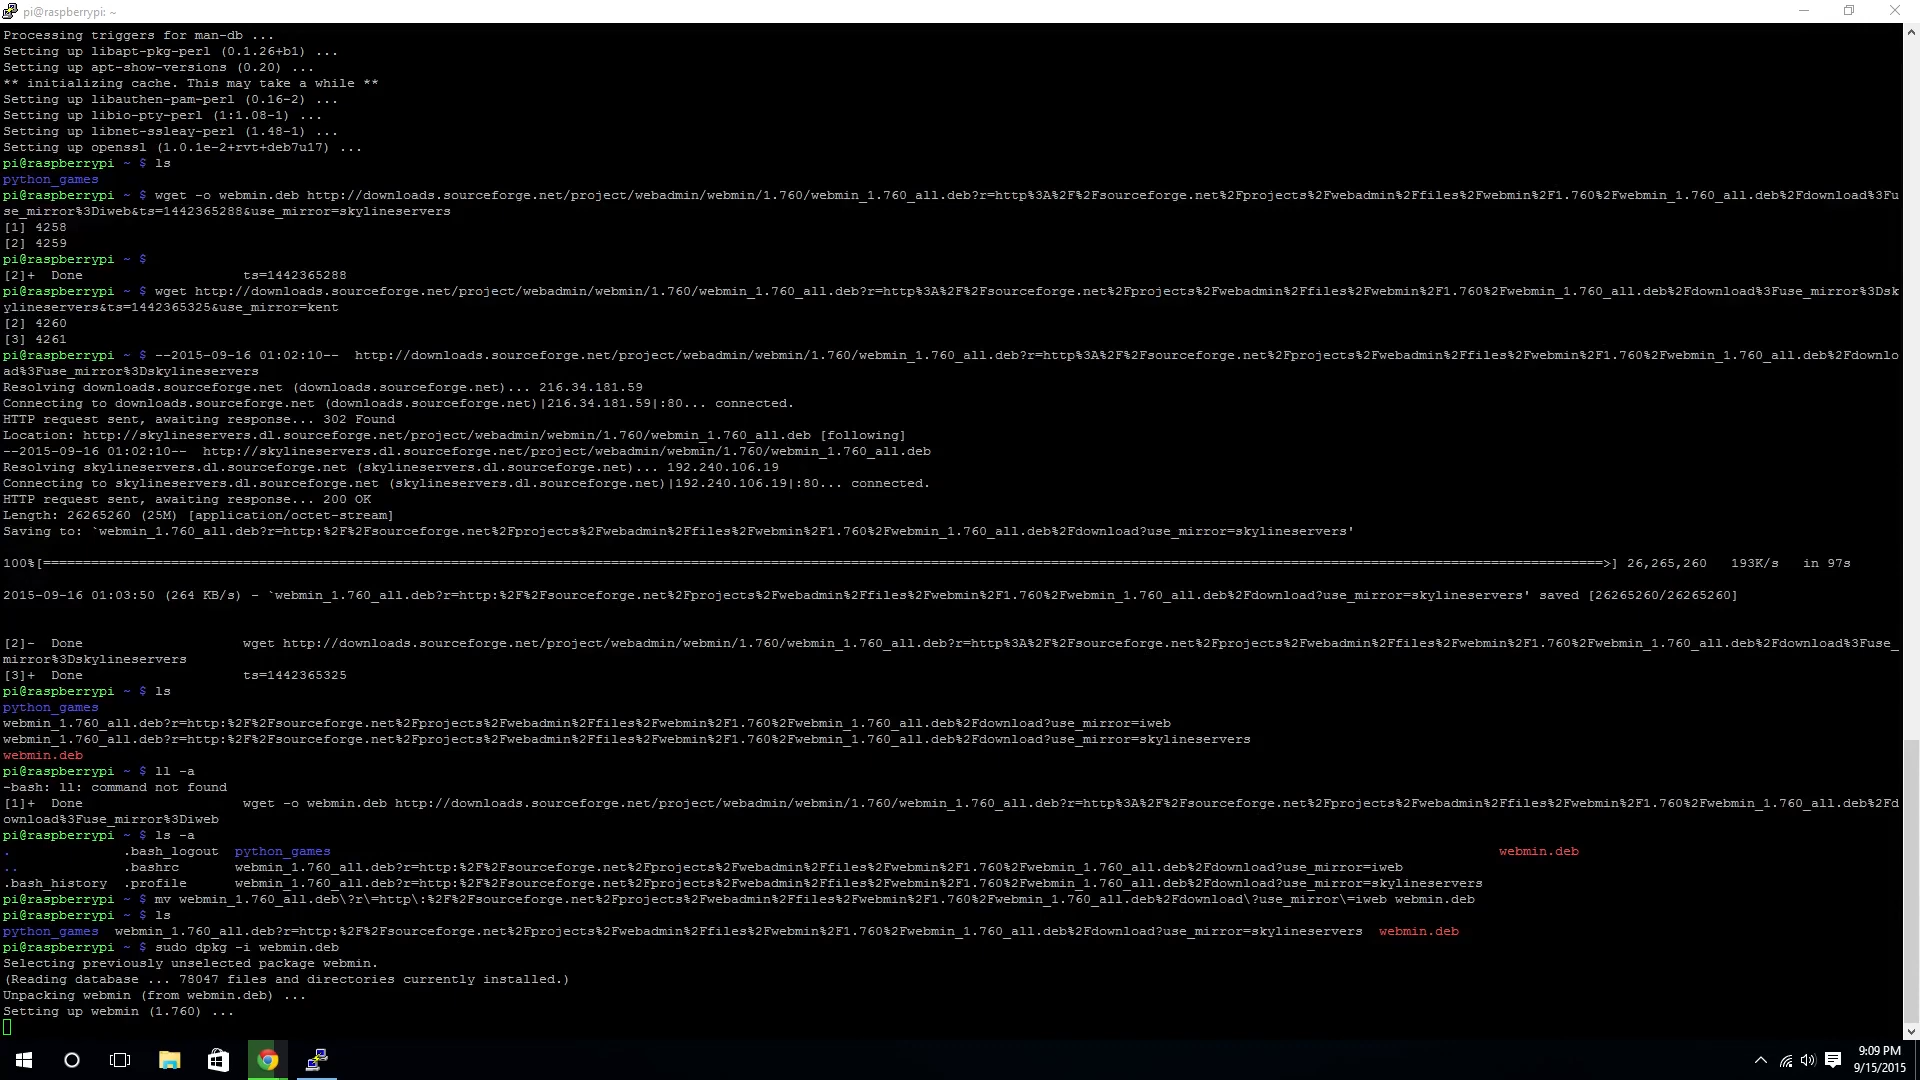 pi@raspberrypi: ~
Processing triggers for man-db ...
Setting up libapt-pkg-perl (0.1.26+b1) ...
Setting up apt-show-versions (0.20) ...
** initializing cache. This may take a while **
Setting up libauthen-pam-perl (0.16-2) ...
Setting up libio-pty-perl (1:1.08-1) ...
Setting up libnet-ssleay-perl (1.48-1) ...
Setting up openssl (1.0.1e-2+rvt+deb7u17) ...
pi@raspberrypi ~ $ ls
python_games
pi@raspberrypi ~ $ wget -o webmin.deb http://downloads.sourceforge.net/project/webadmin/webmin/1.760/webmin_1.760_all.deb?r=http%3A%2F%2Fsourceforge.net%2Fprojects%2Fwebadmin%2Ffiles%2Fwebmin%2F1.760%2Fwebmin_1.760_all.deb%2Fdownload%3Fu
se_mirror%3Diweb&ts=1442365288&use_mirror=skylineservers
[1] 4258
[2] 4259
pi@raspberrypi ~ $
[2]+  Done                    ts=1442365288
pi@raspberrypi ~ $ wget http://downloads.sourceforge.net/project/webadmin/webmin/1.760/webmin_1.760_all.deb?r=http%3A%2F%2Fsourceforge.net%2Fprojects%2Fwebadmin%2Ffiles%2Fwebmin%2F1.760%2Fwebmin_1.760_all.deb%2Fdownload%3Fuse_mirror%3Dsk
ylineservers&ts=1442365325&use_mirror=kent
[2] 4260
[3] 4261
pi@raspberrypi ~ $ --2015-09-16 01:02:10--  http://downloads.sourceforge.net/project/webadmin/webmin/1.760/webmin_1.760_all.deb?r=http%3A%2F%2Fsourceforge.net%2Fprojects%2Fwebadmin%2Ffiles%2Fwebmin%2F1.760%2Fwebmin_1.760_all.deb%2Fdownlo
ad%3Fuse_mirror%3Dskylineservers
Resolving downloads.sourceforge.net (downloads.sourceforge.net)... 216.34.181.59
Connecting to downloads.sourceforge.net (downloads.sourceforge.net)|216.34.181.59|:80... connected.
HTTP request sent, awaiting response... 302 Found
Location: http://skylineservers.dl.sourceforge.net/project/webadmin/webmin/1.760/webmin_1.760_all.deb [following]
--2015-09-16 01:02:10--  http://skylineservers.dl.sourceforge.net/project/webadmin/webmin/1.760/webmin_1.760_all.deb
Resolving skylineservers.dl.sourceforge.net (skylineservers.dl.sourceforge.net)... 192.240.106.19
Connecting to skylineservers.dl.sourceforge.net (skylineservers.dl.sourceforge.net)|192.240.106.19|:80... connected.
HTTP request sent, awaiting response... 200 OK
Length: 26265260 (25M) [application/octet-stream]
Saving to: `webmin_1.760_all.deb?r=http:%2F%2Fsourceforge.net%2Fprojects%2Fwebadmin%2Ffiles%2Fwebmin%2F1.760%2Fwebmin_1.760_all.deb%2Fdownload?use_mirror=skylineservers'
100%[======================================>] 26,265,260   193K/s   in 97s
2015-09-16 01:03:50 (264 KB/s) - `webmin_1.760_all.deb?r=http:%2F%2Fsourceforge.net%2Fprojects%2Fwebadmin%2Ffiles%2Fwebmin%2F1.760%2Fwebmin_1.760_all.deb%2Fdownload?use_mirror=skylineservers' saved [26265260/26265260]
[2]-  Done                    wget http://downloads.sourceforge.net/project/webadmin/webmin/1.760/webmin_1.760_all.deb?r=http%3A%2F%2Fsourceforge.net%2Fprojects%2Fwebadmin%2Ffiles%2Fwebmin%2F1.760%2Fwebmin_1.760_all.deb%2Fdownload%3Fuse_
mirror%3Dskylineservers
[3]+  Done                    ts=1442365325
pi@raspberrypi ~ $ ls
python_games
webmin_1.760_all.deb?r=http:%2F%2Fsourceforge.net%2Fprojects%2Fwebadmin%2Ffiles%2Fwebmin%2F1.760%2Fwebmin_1.760_all.deb%2Fdownload?use_mirror=iweb
webmin_1.760_all.deb?r=http:%2F%2Fsourceforge.net%2Fprojects%2Fwebadmin%2Ffiles%2Fwebmin%2F1.760%2Fwebmin_1.760_all.deb%2Fdownload?use_mirror=skylineservers
webmin.deb
pi@raspberrypi ~ $ ll -a
-bash: ll: command not found
[1]+  Done                    wget -o webmin.deb http://downloads.sourceforge.net/project/webadmin/webmin/1.760/webmin_1.760_all.deb?r=http%3A%2F%2Fsourceforge.net%2Fprojects%2Fwebadmin%2Ffiles%2Fwebmin%2F1.760%2Fwebmin_1.760_all.deb%2Fd
ownload%3Fuse_mirror%3Diweb
pi@raspberrypi ~ $ ls -a
.              .bash_logout  python_games                                                                                                                                                  webmin.deb
..             .bashrc       webmin_1.760_all.deb?r=http:%2F%2Fsourceforge.net%2Fprojects%2Fwebadmin%2Ffiles%2Fwebmin%2F1.760%2Fwebmin_1.760_all.deb%2Fdownload?use_mirror=iweb
.bash_history  .profile      webmin_1.760_all.deb?r=http:%2F%2Fsourceforge.net%2Fprojects%2Fwebadmin%2Ffiles%2Fwebmin%2F1.760%2Fwebmin_1.760_all.deb%2Fdownload?use_mirror=skylineservers
pi@raspberrypi ~ $ mv webmin_1.760_all.deb\?r\=http\:%2F%2Fsourceforge.net%2Fprojects%2Fwebadmin%2Ffiles%2Fwebmin%2F1.760%2Fwebmin_1.760_all.deb%2Fdownload\?use_mirror\=iweb webmin.deb
pi@raspberrypi ~ $ ls
python_games  webmin_1.760_all.deb?r=http:%2F%2Fsourceforge.net%2Fprojects%2Fwebadmin%2Ffiles%2Fwebmin%2F1.760%2Fwebmin_1.760_all.deb%2Fdownload?use_mirror=skylineservers  webmin.deb
pi@raspberrypi ~ $ sudo dpkg -i webmin.deb
Selecting previously unselected package webmin.
(Reading database ... 78047 files and directories currently installed.)
Unpacking webmin (from webmin.deb) ...
Setting up webmin (1.760) ...
9:09 PM
9/15/2015